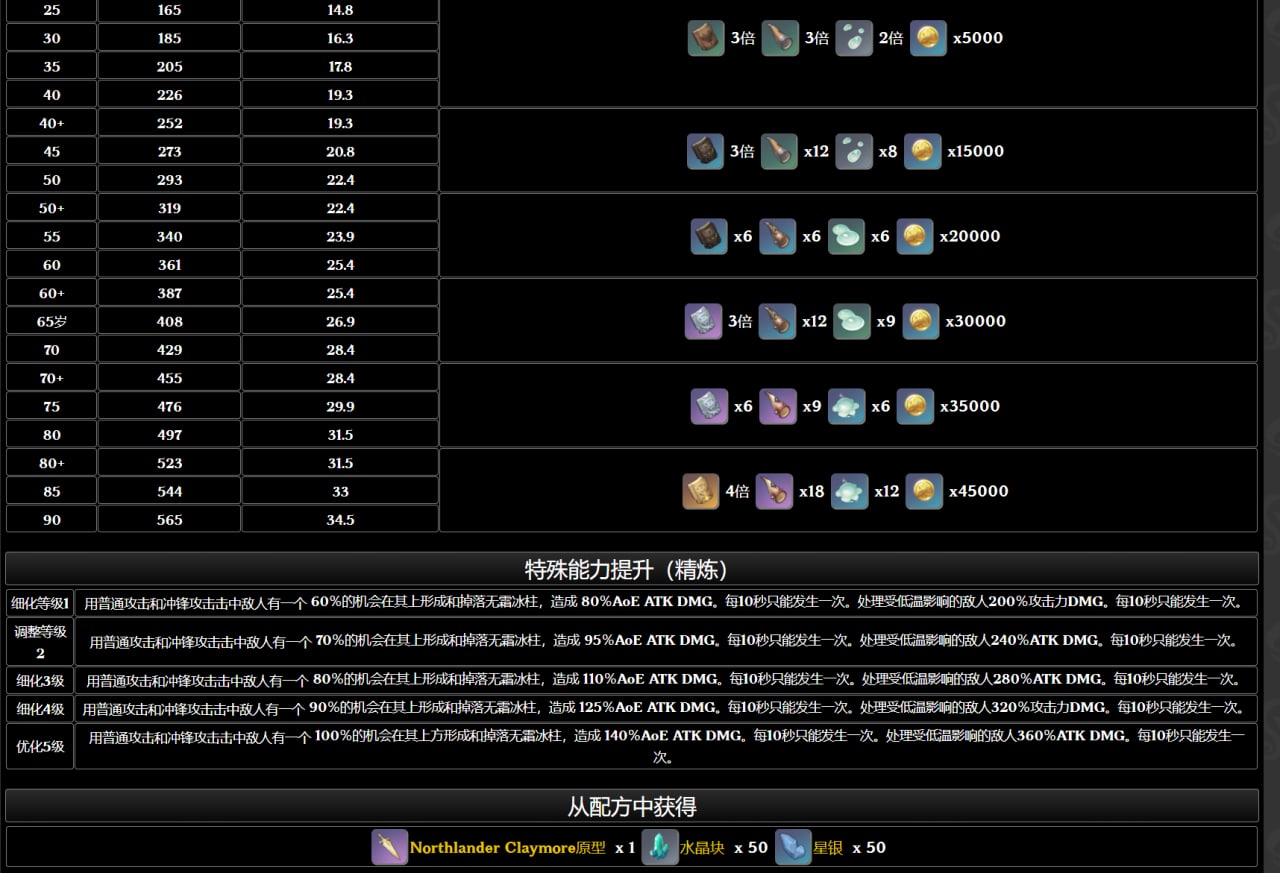 25 165 14.8
30 185 16.3
3倍 3倍 2倍 x5000
35 205 17.8
40 226 19.3
40+ 252 19.3
45 273 20.8
3倍 x12 x8 x15000
50 293 22.4
50+ 319 22.4
55 340 23.9
x6 x6 x6 x20000
60 361 25.4
60+ 387 25.4
65岁 408 26.9
3倍 x12 x9 x30000
70 429 28.4
70+ 455 28.4
75 476 29.9
x6 x9 x6 x35000
80 497 31.5
80+ 523 31.5
85 544 33
4倍 x18 x12 x45000
90 565 34.5
特殊能力提升（精炼）
细化等级1 用普通攻击和冲锋攻击击中敌人有一个 60%的机会在其上形成和掉落无霜冰柱，造成 80%AoE ATK DMG。每10秒只能发生一次。处理受低温影响的敌人200%攻击力DMG。每10秒只能发生一次。
调整等级
2
用普通攻击和冲锋攻击击中敌人有一个 70%的机会在其上形成和掉落无霜冰柱，造成 95%AoE ATK DMG。每10秒只能发生一次。处理受低温影响的敌人240%ATK DMG。每10秒只能发生一次。
细化3级 用普通攻击和冲锋攻击击中敌人有一个 80%的机会在其上形成和掉落无霜冰柱，造成 110%AoE ATK DMG。每10秒只能发生一次。处理受低温影响的敌人280%ATK DMG。每10秒只能发生一次。
细化4级 用普通攻击和冲锋攻击击中敌人有一个 90%的机会在其上形成和掉落无霜冰柱，造成 125%AoE ATK DMG。每10秒只能发生一次。处理受低温影响的敌人320%攻击力DMG。每10秒只能发生一次。
优化5级 用普通攻击和冲锋攻击击中敌人有一个 100%的机会在其上方形成和掉落无霜冰柱，造成 140%AoE ATK DMG。每10秒只能发生一次。处理受低温影响的敌人360%ATK DMG。每10秒只能发生一
次。
从配方中获得
Northlander Claymore原型 x 1 水晶块 x 50 星银 x 50